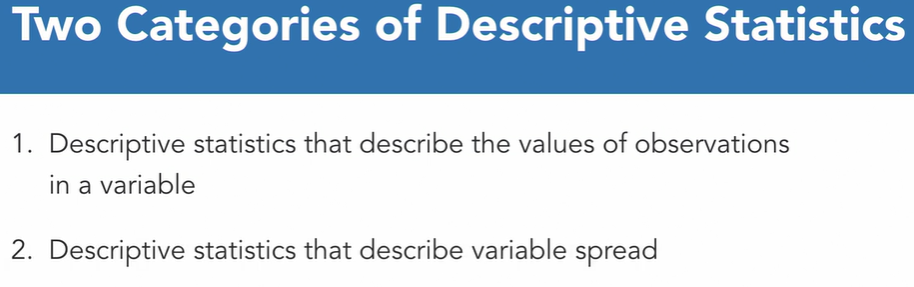 Two Categories of Descriptive Statistics
1. Descriptive statistics that describe the values of observations
in a variable
2. Descriptive statistics that describe variable spread